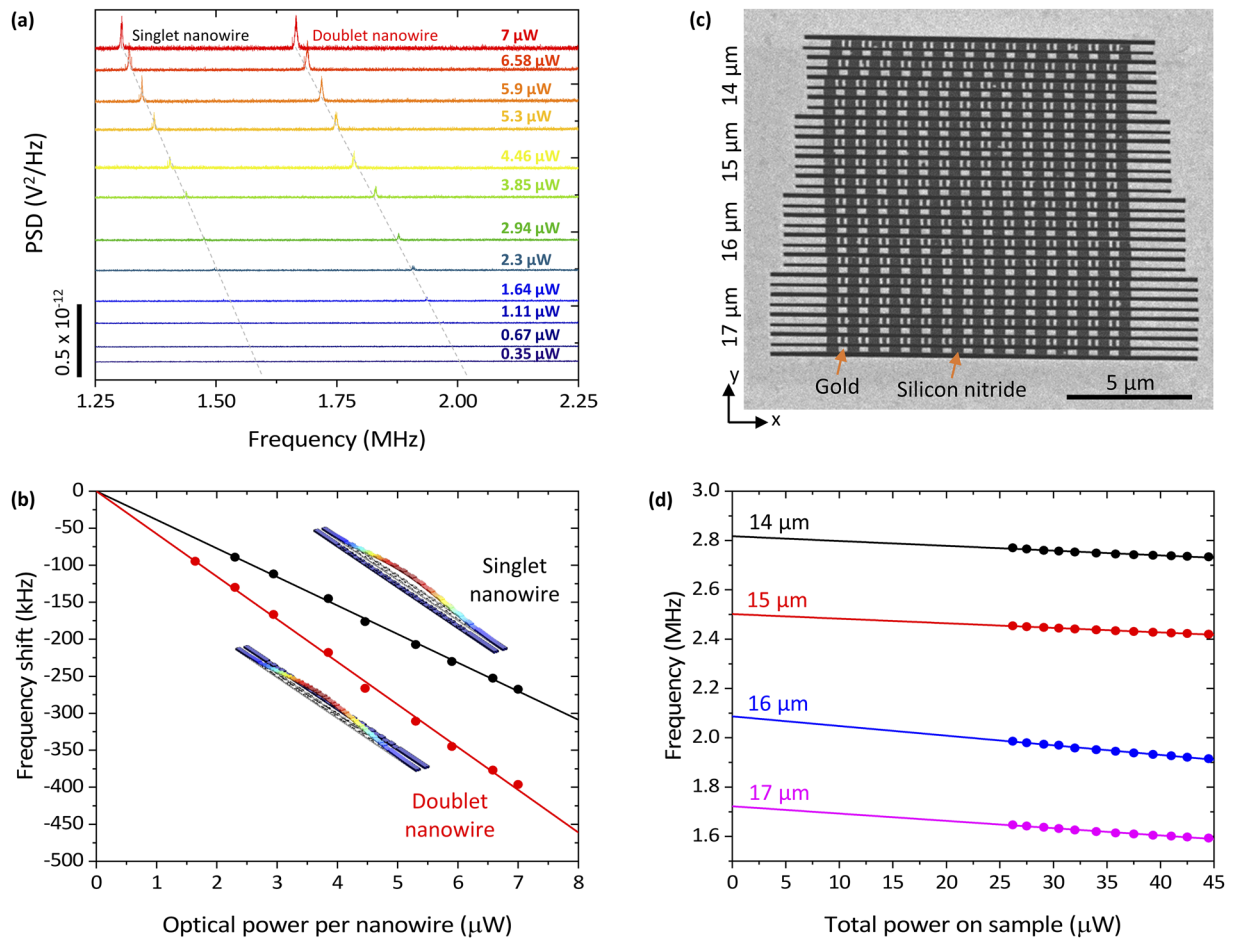 (a)
Singlet nanowire
Doublet nanowire
7 µW
6.58 µW
5.9 µW
5.3 µW
4.46 µW
3.85 µW
2.94 µW
2.3 µW
1.64 µW
1.11 µW
0.67 µW
0.35 µW
PSD (V²/Hz)
0.5 x 10⁻¹²
1.25 1.50 1.75 2.00 2.25
Frequency (MHz)
(c)
14 µm
15 µm
16 µm
17 µm
Gold
Silicon nitride
5 µm
y
x
(b)
0
-50
-100
-150
-200
-250
-300
-350
-400
-450
-500
Frequency shift (kHz)
Singlet
nanowire
Doublet
nanowire
0 1 2 3 4 5 6 7 8
Optical power per nanowire (µW)
(d)
3.0
2.8
2.6
2.4
2.2
2.0
1.8
1.6
Frequency (MHz)
14 µm
15 µm
16 µm
17 µm
0 5 10 15 20 25 30 35 40 45
Total power on sample (µW)